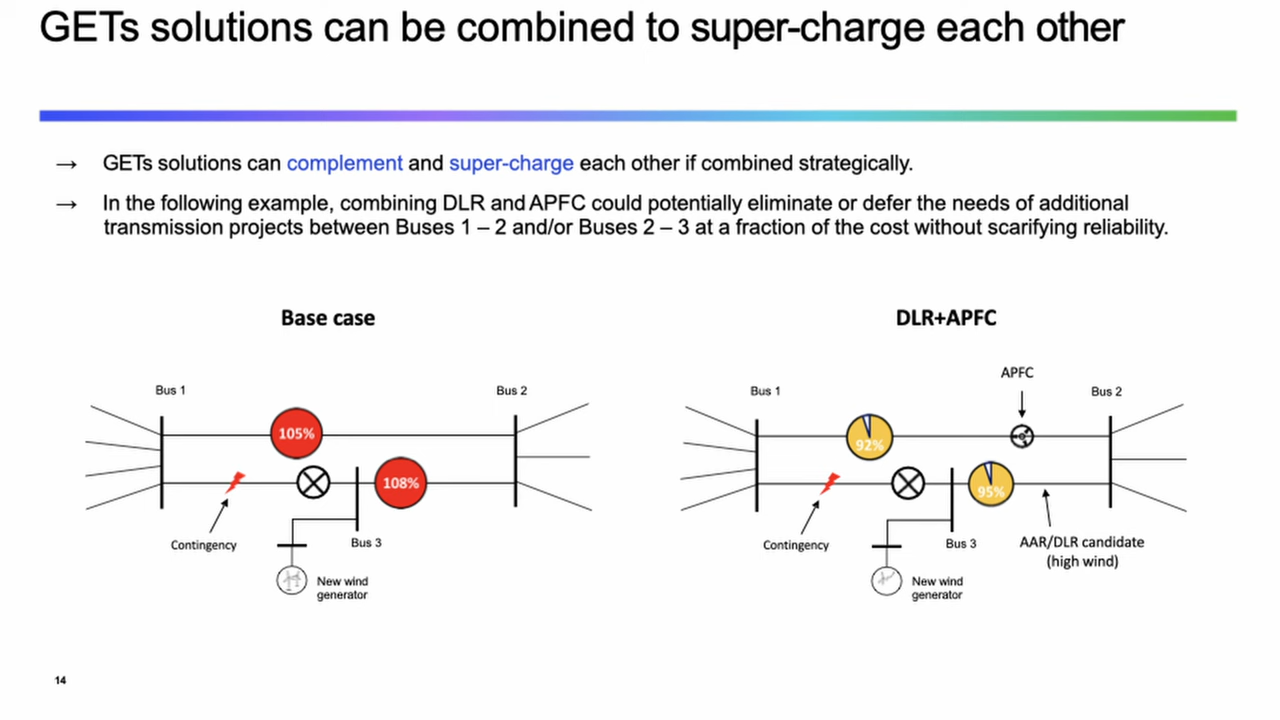 GETs solutions can be combined to super-charge each other
→ GETs solutions can complement and super-charge each other if combined strategically.
→ In the following example, combining DLR and APFC could potentially eliminate or defer the needs of additional
transmission projects between Buses 1 – 2 and/or Buses 2 – 3 at a fraction of the cost without scarifying reliability.
Base case
Bus 1
Bus 2
105%
108%
Contingency
Bus 3
New wind
generator
DLR+APFC
APFC
Bus 1
Bus 2
92%
95%
Contingency
Bus 3
AAR/DLR candidate
(high wind)
New wind
generator
14